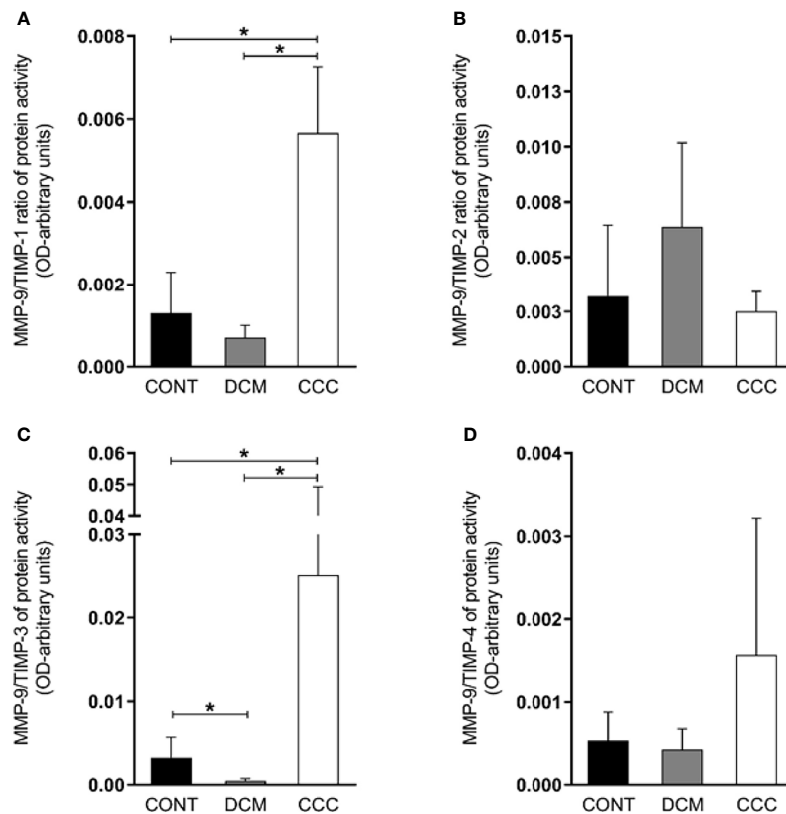 A
MMP-9/TIMP-1 ratio of protein activity
(OD-arbitrary units)
0.008
0.006
0.004
0.002
0.000
*
*
CONT DCM CCC
B
MMP-9/TIMP-2 ratio of protein activity
(OD-arbitrary units)
0.015
0.013
0.010
0.008
0.005
0.003
0.000
CONT DCM CCC
C
MMP-9/TIMP-3 of protein activity
(OD-arbitrary units)
0.06
0.05
0.04
0.03
0.02
0.01
0.00
*
*
*
CONT DCM CCC
D
MMP-9/TIMP-4 of protein activity
(OD-arbitrary units)
0.004
0.003
0.002
0.001
0.000
CONT DCM CCC